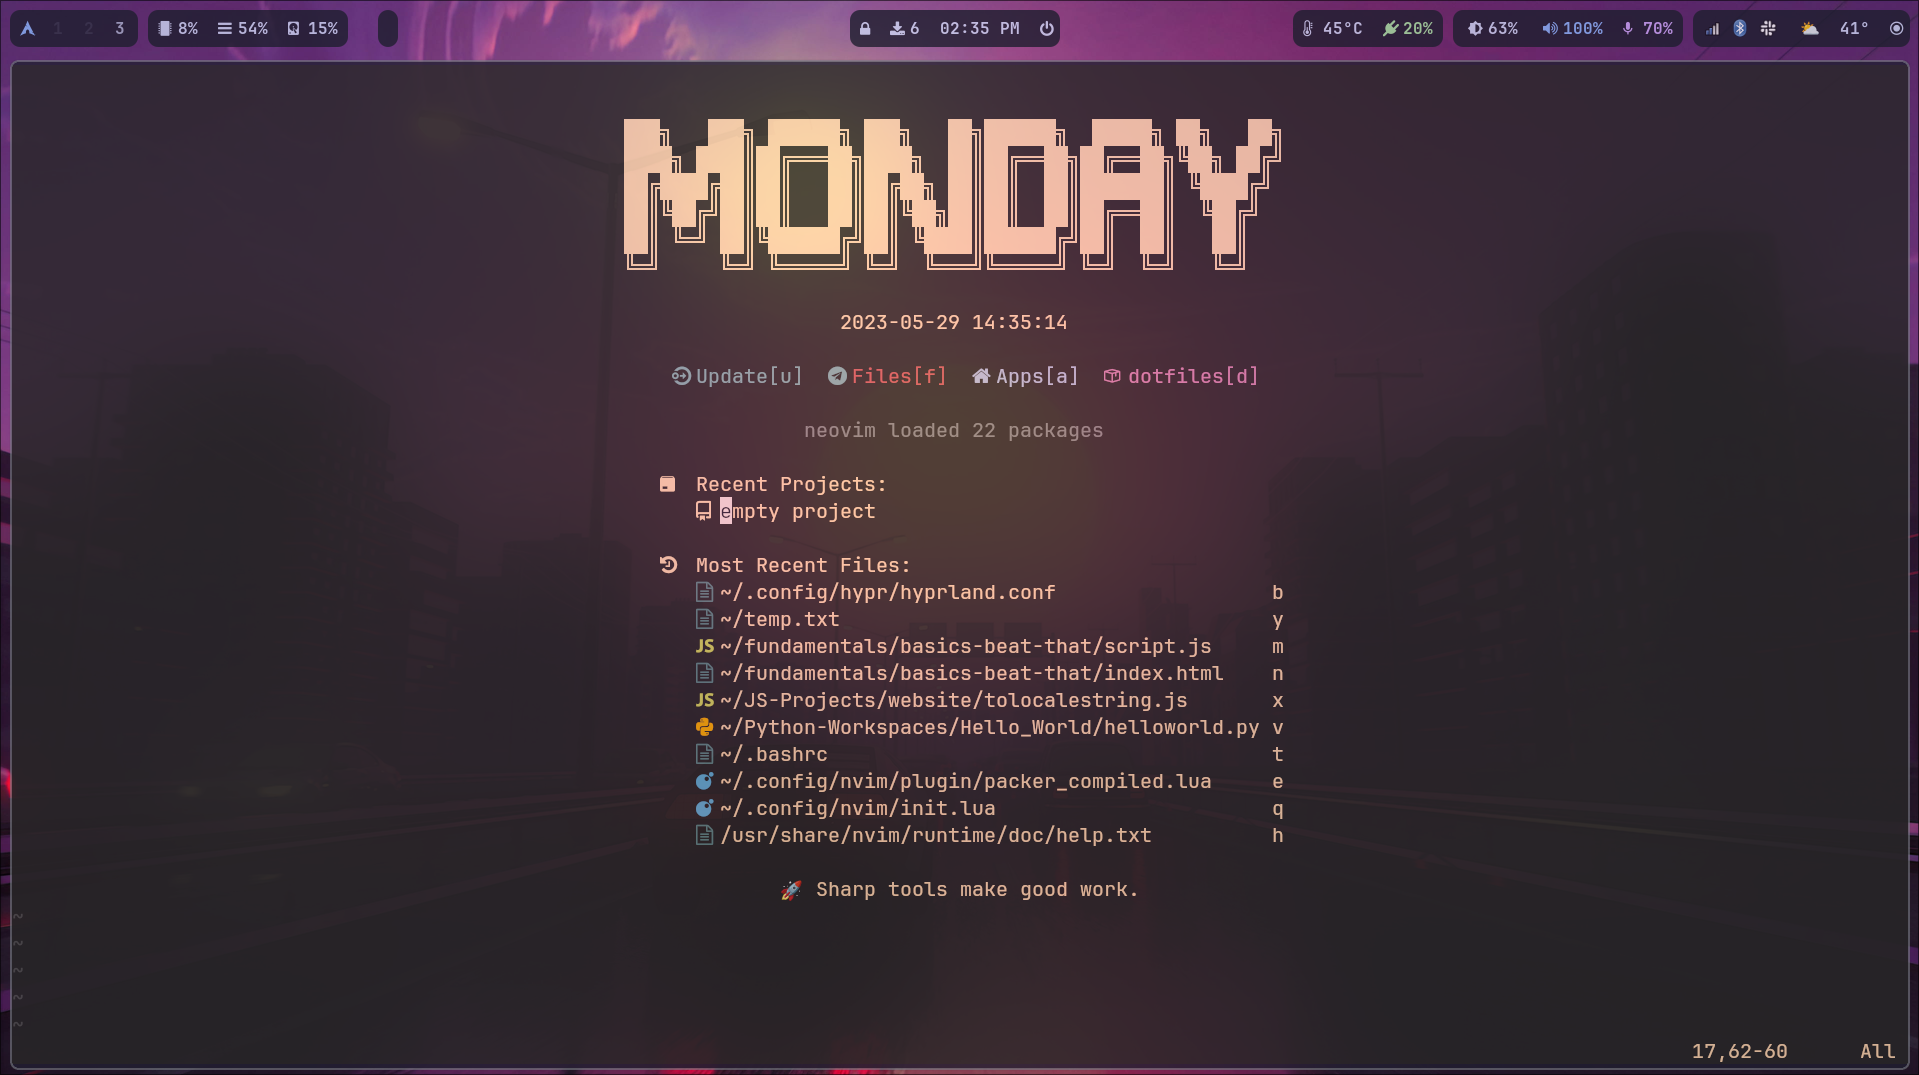 1 2 3 8% 54% 15% 6 02:35 PM 45°C 20% 63% 100% 70% 41°
MONDAY
2023-05-29 14:35:14
Update[u] Files[f] Apps[a] dotfiles[d]
neovim loaded 22 packages
Recent Projects:
empty project
Most Recent Files:
~/.config/hypr/hyprland.conf b
~/temp.txt y
JS ~/fundamentals/basics-beat-that/script.js m
~/fundamentals/basics-beat-that/index.html n
JS ~/JS-Projects/website/tolocalestring.js x
~/Python-Workspaces/Hello_World/helloworld.py v
~/.bashrc t
~/.config/nvim/plugin/packer_compiled.lua e
~/.config/nvim/init.lua q
/usr/share/nvim/runtime/doc/help.txt h
🚀 Sharp tools make good work.
~
~
~
~
~
17,62-60 All